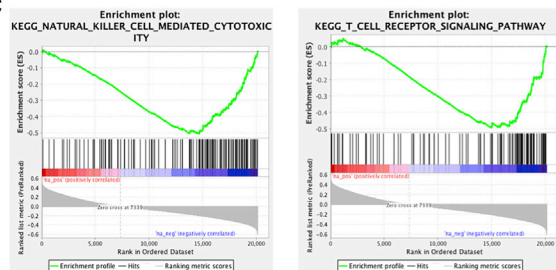 Enrichment plot:
KEGG_NATURAL_KILLER_CELL_MEDIATED_CYTOTOXIC
ITY
Enrichment score (ES)
0.0
-0.1
-0.2
-0.3
-0.4
-0.5
'na_pos' (positively correlated)
Ranked list metric (PreRanked)
0.6
0.4
0.2
0.0
-0.2
-0.4
-0.6
Zero cross at 7333
'na_neg' (negatively correlated)
0
5,000
10,000
15,000
20,000
Rank in Ordered Dataset
Enrichment profile
Hits
Ranking metric scores
Enrichment plot:
KEGG_T_CELL_RECEPTOR_SIGNALING_PATHWAY
Enrichment score (ES)
0.0
-0.1
-0.2
-0.3
-0.4
-0.5
'na_pos' (positively correlated)
Ranked list metric (PreRanked)
0.6
0.4
0.2
0.0
-0.2
-0.4
-0.6
Zero cross at 7333
'na_neg' (negatively correlated)
0
5,000
10,000
15,000
20,000
Rank in Ordered Dataset
Enrichment profile
Hits
Ranking metric scores